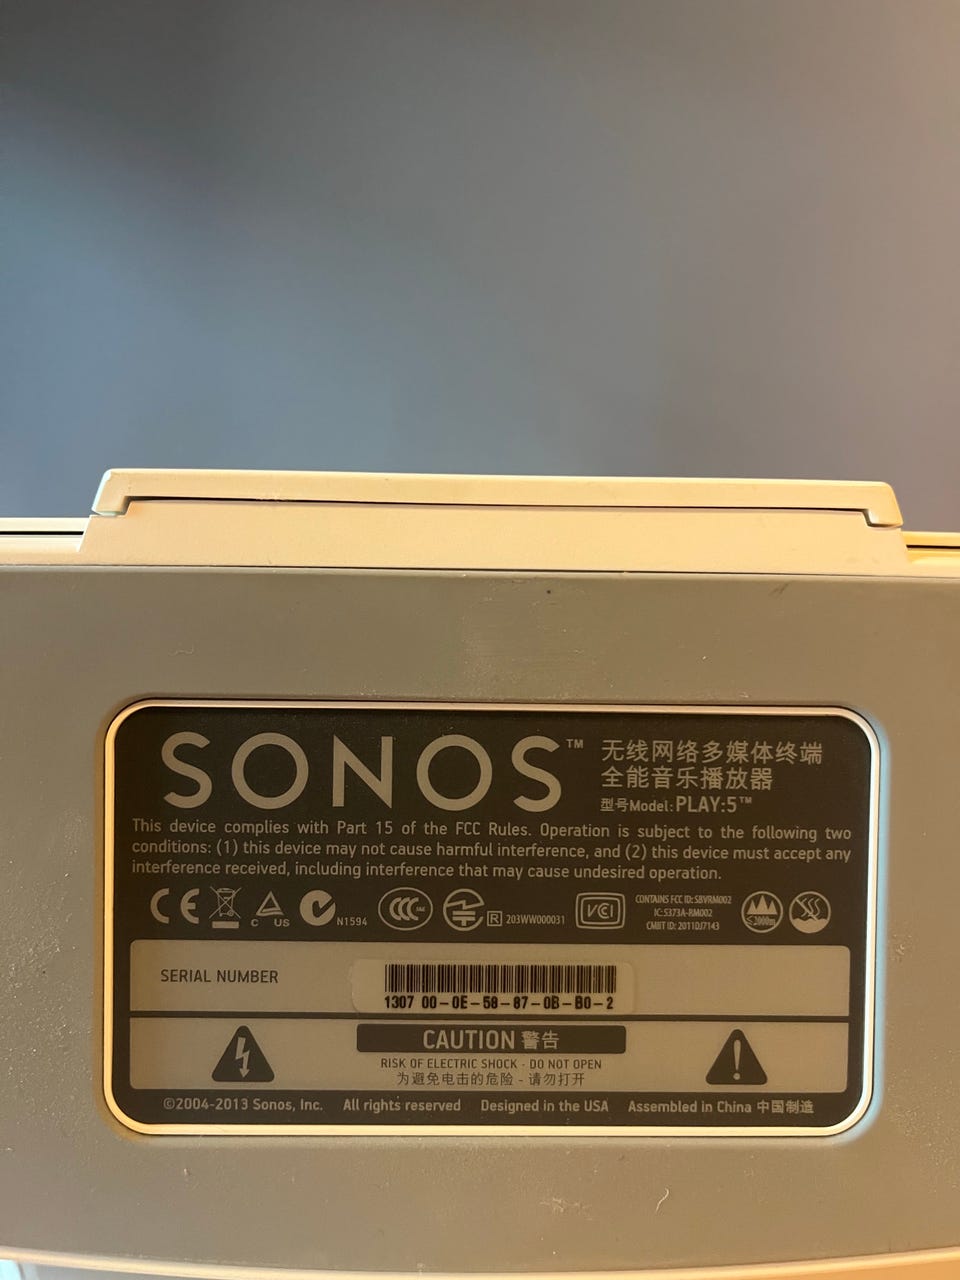 SONOS™
无线网络多媒体终端
全能音乐播放器
型号Model: PLAY:5™
This device complies with Part 15 of the FCC Rules. Operation is subject to the following two
conditions: (1) this device may not cause harmful interference, and (2) this device must accept any
interference received, including interference that may cause undesired operation.
CE C US N1594 CCC R 203WW000031 VCI
CONTAINS FCC ID: SBVRM002
IC: 5373A-RM002
CMIIT ID: 2011DJ7143
≤2000m
SERIAL NUMBER
1307 00-0E-58-87-0B-B0-2
CAUTION 警告
RISK OF ELECTRIC SHOCK - DO NOT OPEN
为避免电击的危险 - 请勿打开
©2004-2013 Sonos, Inc. All rights reserved Designed in the USA Assembled in China 中国制造